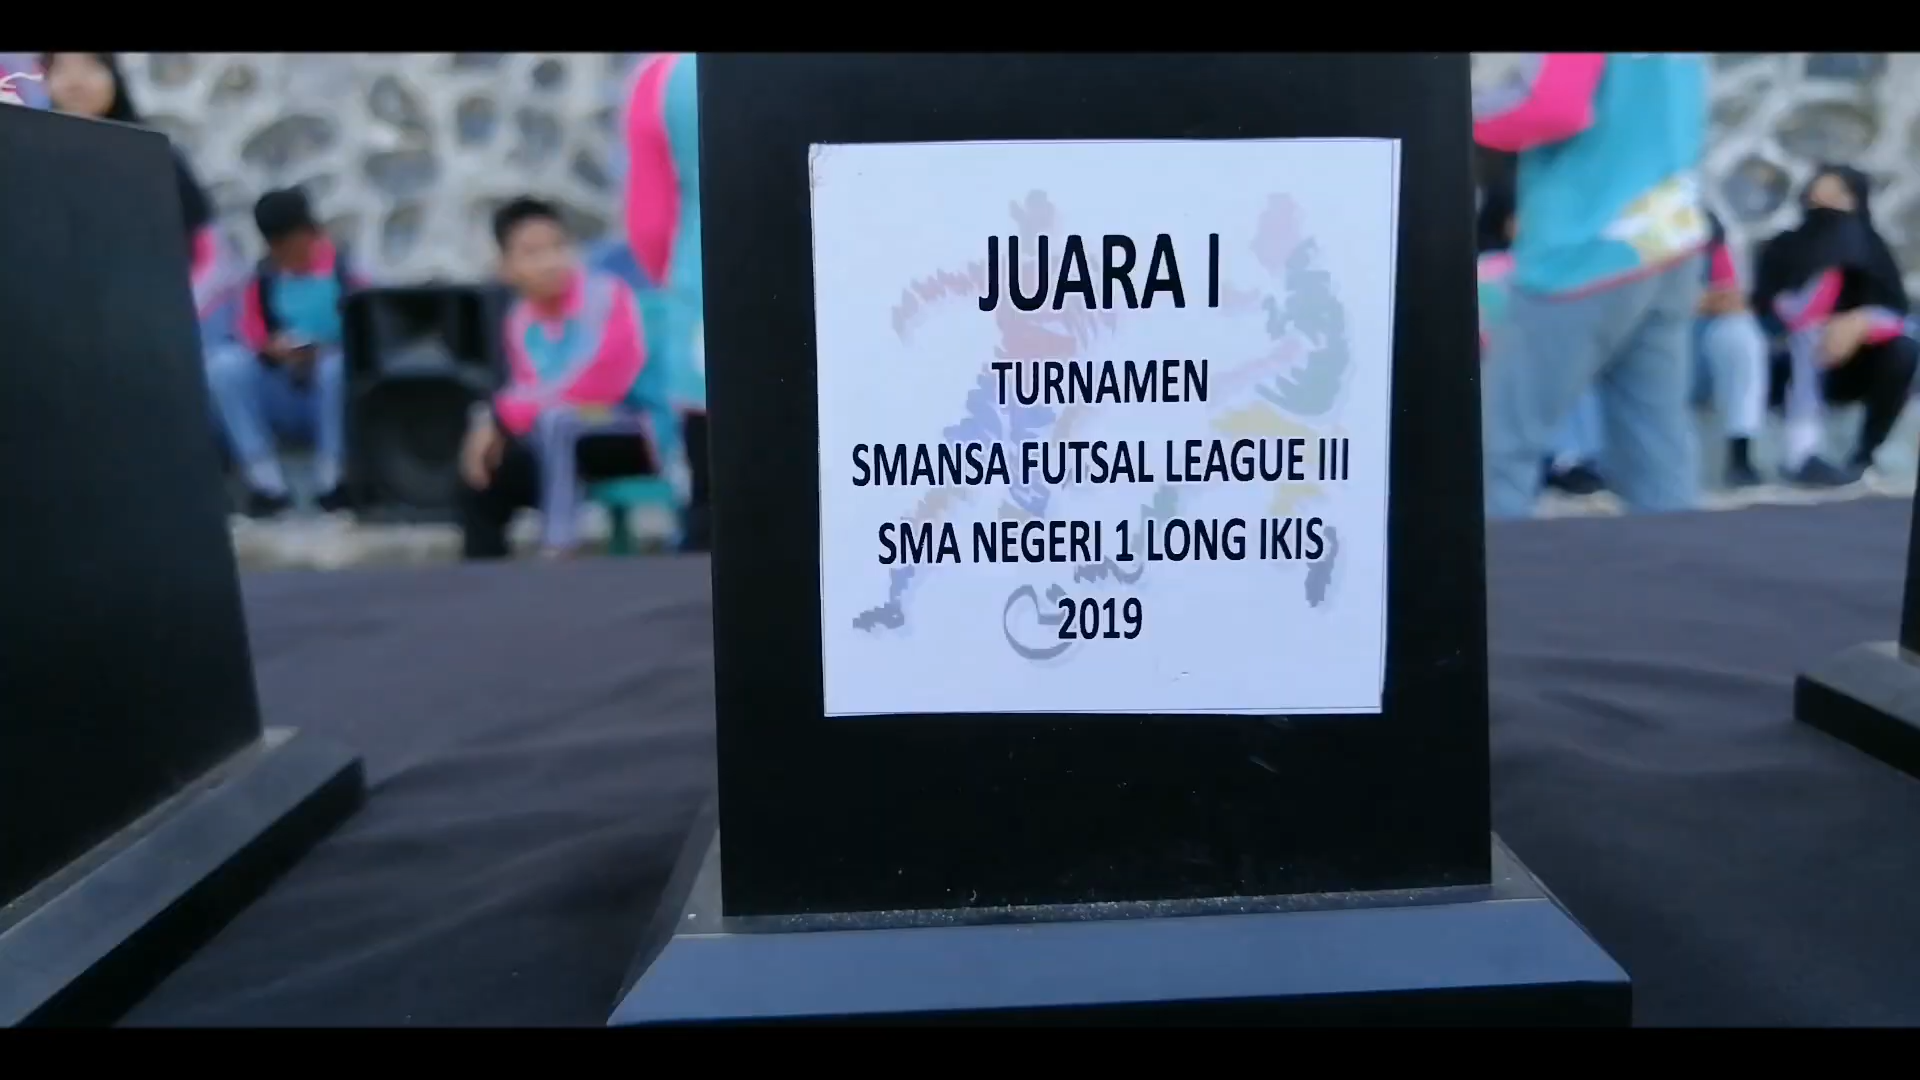 JUARA I
TURNAMEN
SMANSA FUTSAL LEAGUE III
SMA NEGERI 1 LONG IKIS
2019